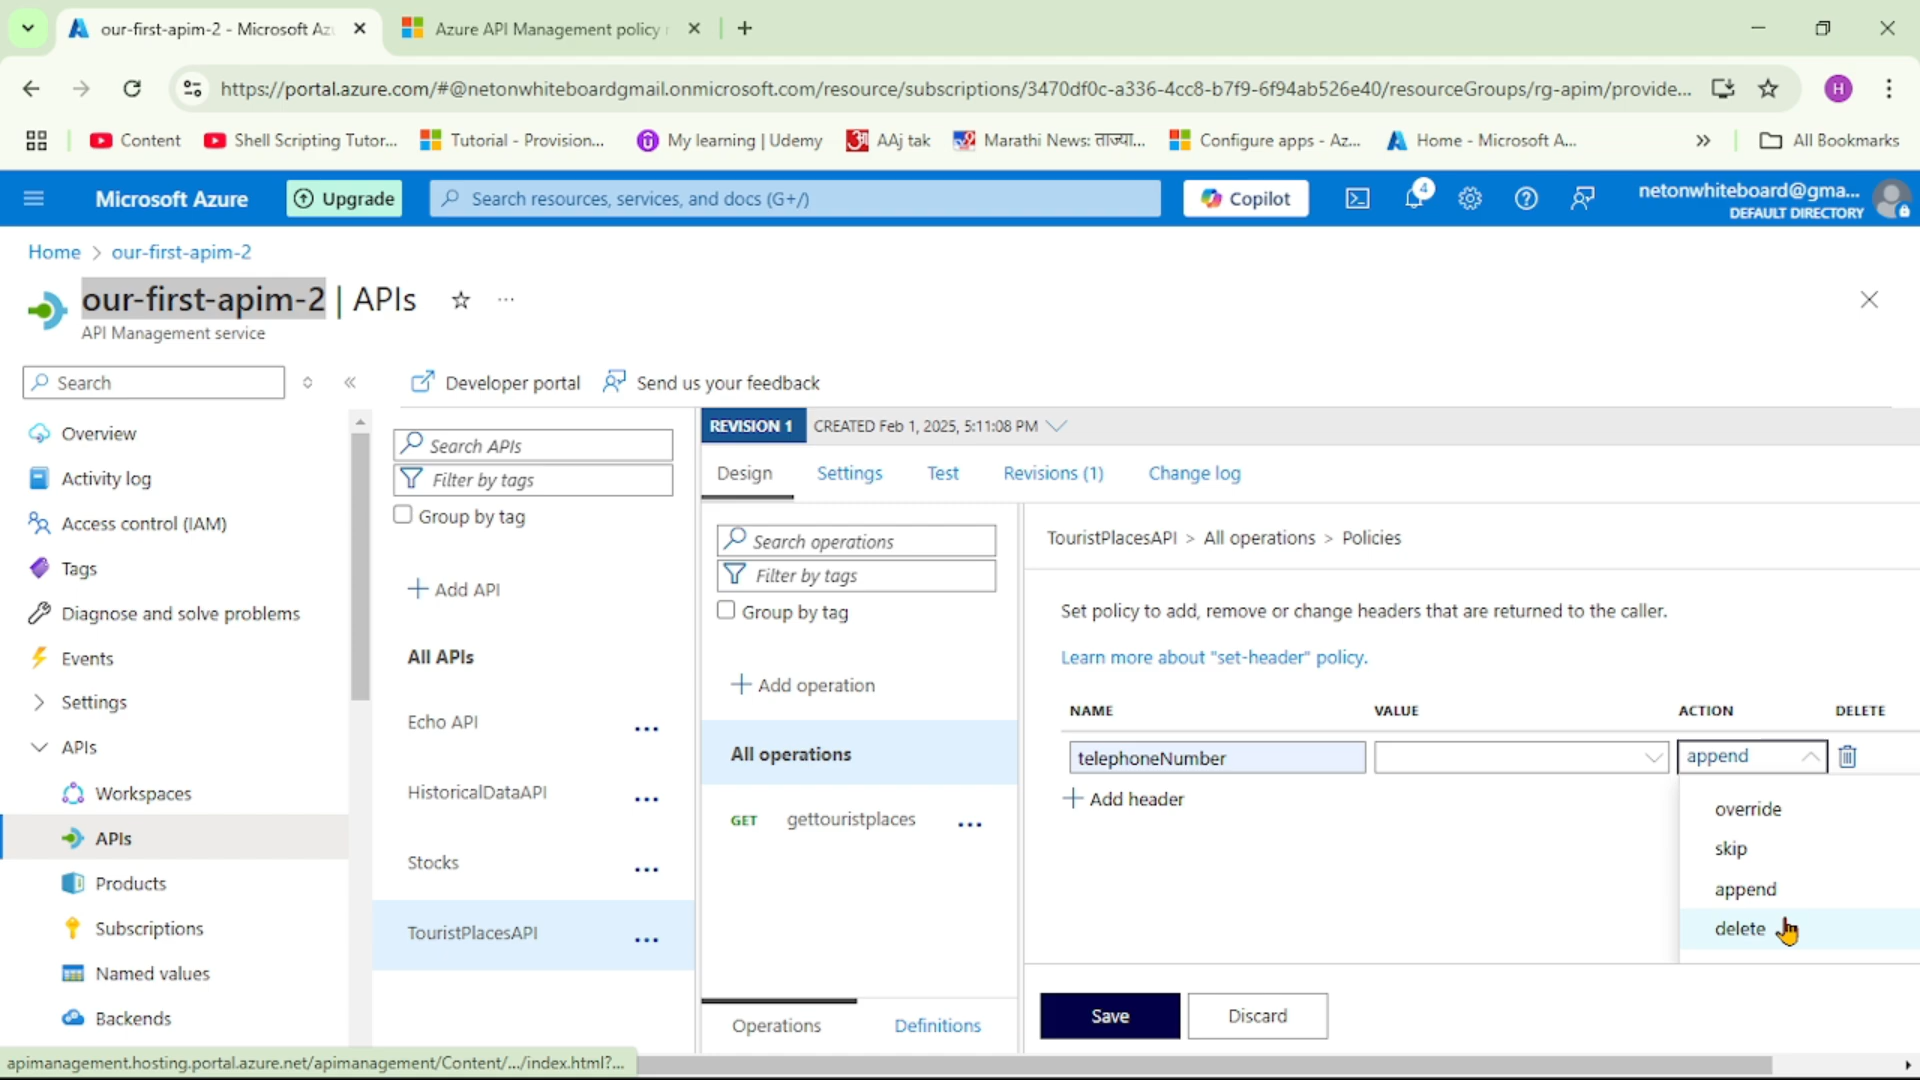 our-first-apim-2 - Microsoft Az
Azure API Management policy
https://portal.azure.com/#@netonwhiteboardgmail.onmicrosoft.com/resource/subscriptions/3470df0c-a336-4cc8-b7f9-6f94ab526e40/resourceGroups/rg-apim/provide...
H
Content
Shell Scripting Tutor...
Tutorial - Provision...
My learning | Udemy
AAj tak
Marathi News: ताज्या...
Configure apps - Az...
Home - Microsoft A...
All Bookmarks
Microsoft Azure
Upgrade
Search resources, services, and docs (G+/)
Copilot
4
netonwhiteboard@gma...
DEFAULT DIRECTORY
Home > our-first-apim-2
our-first-apim-2 | APIs
API Management service
Search
Developer portal
Send us your feedback
Overview
Activity log
Access control (IAM)
Tags
Diagnose and solve problems
Events
Settings
APIs
Workspaces
APIs
Products
Subscriptions
Named values
Backends
Search APIs
Filter by tags
Group by tag
Add API
All APIs
Echo API
HistoricalDataAPI
Stocks
TouristPlacesAPI
REVISION 1
CREATED Feb 1, 2025, 5:11:08 PM
Design
Settings
Test
Revisions (1)
Change log
Search operations
Filter by tags
Group by tag
Add operation
All operations
GET gettouristplaces
Operations
Definitions
TouristPlacesAPI > All operations > Policies
Set policy to add, remove or change headers that are returned to the caller.
Learn more about "set-header" policy.
NAME
VALUE
ACTION
DELETE
telephoneNumber
append
Add header
override
skip
append
delete
Save
Discard
apimanagement.hosting.portal.azure.net/apimanagement/Content/.../index.html?...